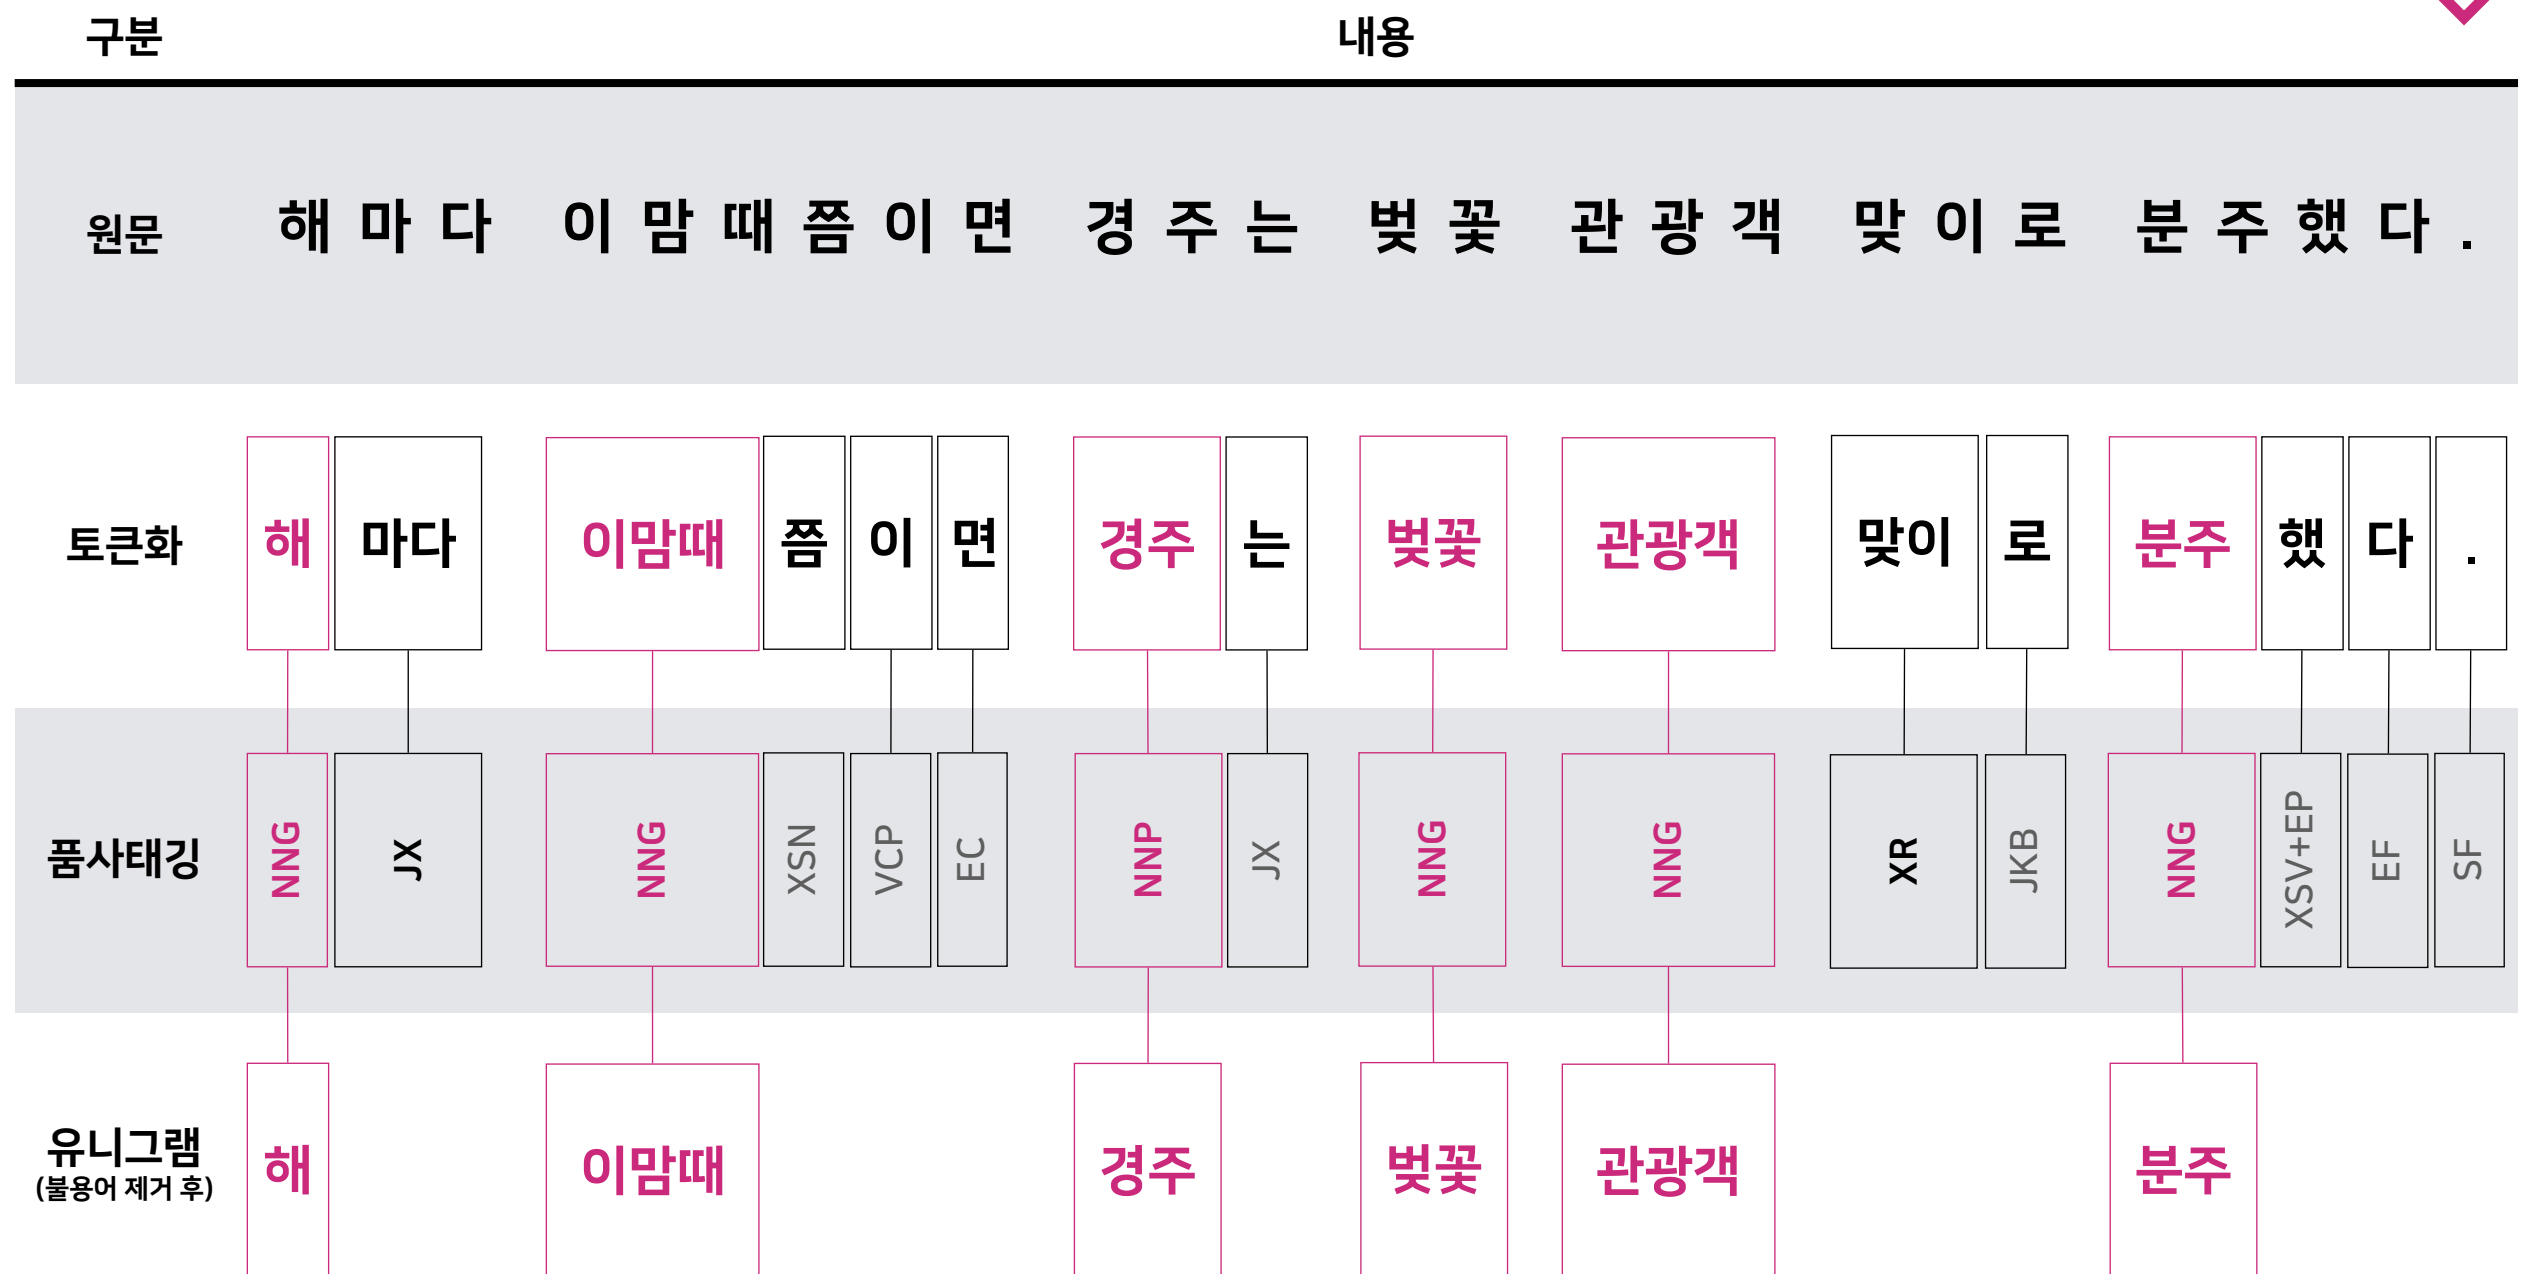 구분 내용
원문 해마다 이맘때쯤이면 경주는 벚꽃 관광객 맞이로 분주했다.
토큰화 해 마다 이맘때 쯤 이 면 경주 는 벚꽃 관광객 맞이 로 분주 했 다 .
품사태깅 NNG JX NNG XSN VCP EC NNP JX NNG NNG XR JKB NNG XSV+EP EF SF
유니그램 해 이맘때 경주 벚꽃 관광객 분주
(불용어 제거 후)